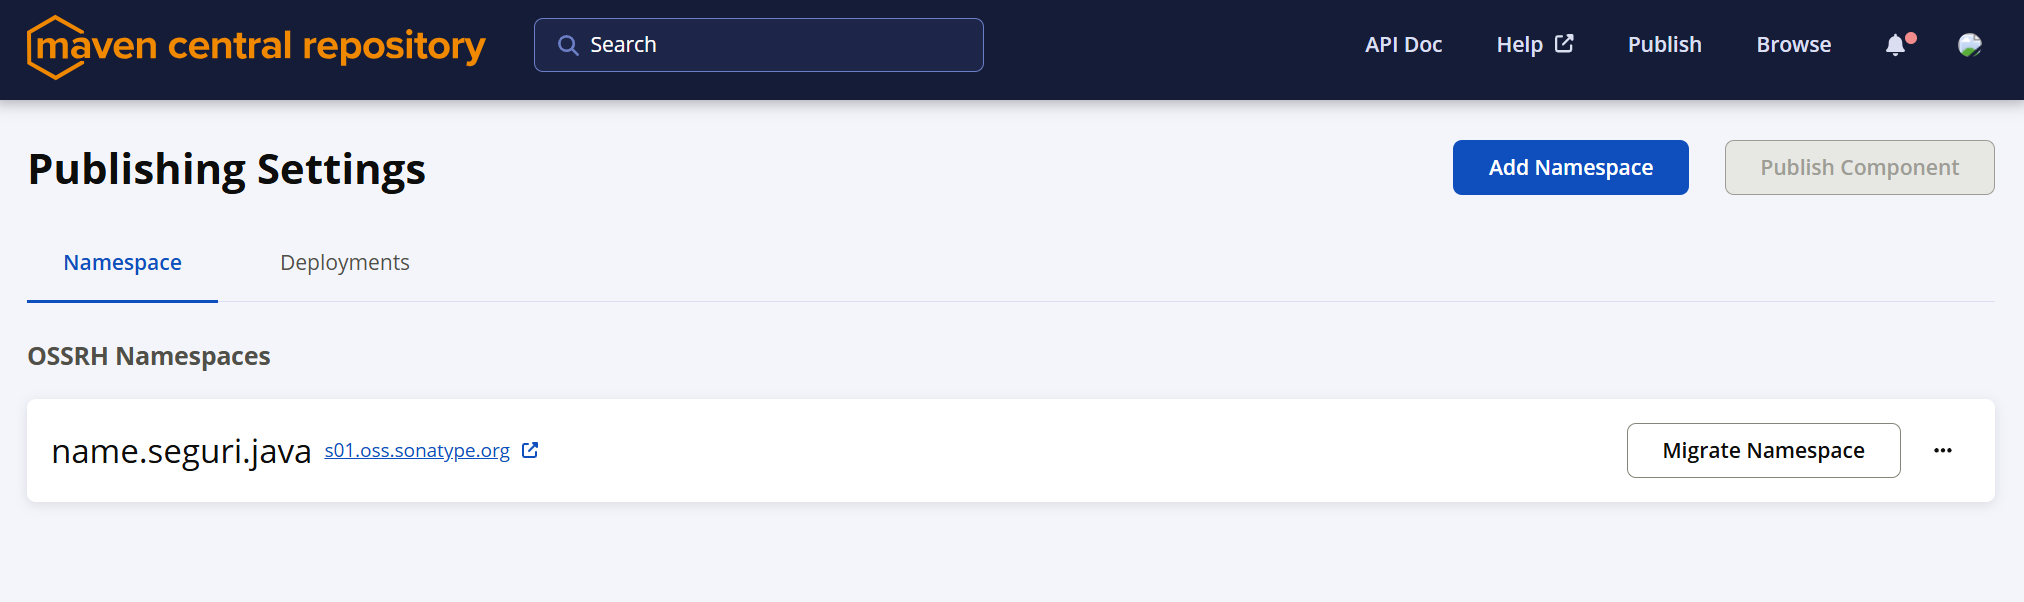 maven central repository
Search
API Doc
Help
Publish
Browse
Publishing Settings
Add Namespace
Publish Component
Namespace
Deployments
OSSRH Namespaces
name.seguri.java s01.oss.sonatype.org
Migrate Namespace